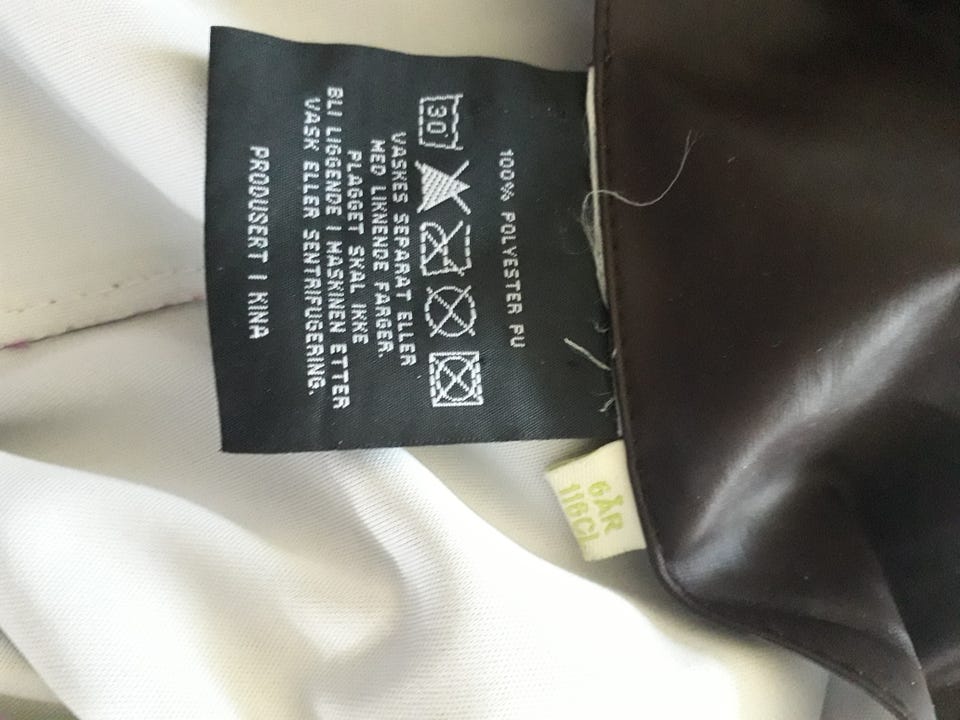 100% POLYESTER PU
30
VASKES SEPARAT ELLER
MED LIKNENDE FARGER.
PLAGGET SKAL IKKE
BLI LIGGENDE I MASKINEN ETTER
VASK ELLER SENTRIFUGERING.
PRODUSERT I KINA
6ÅR